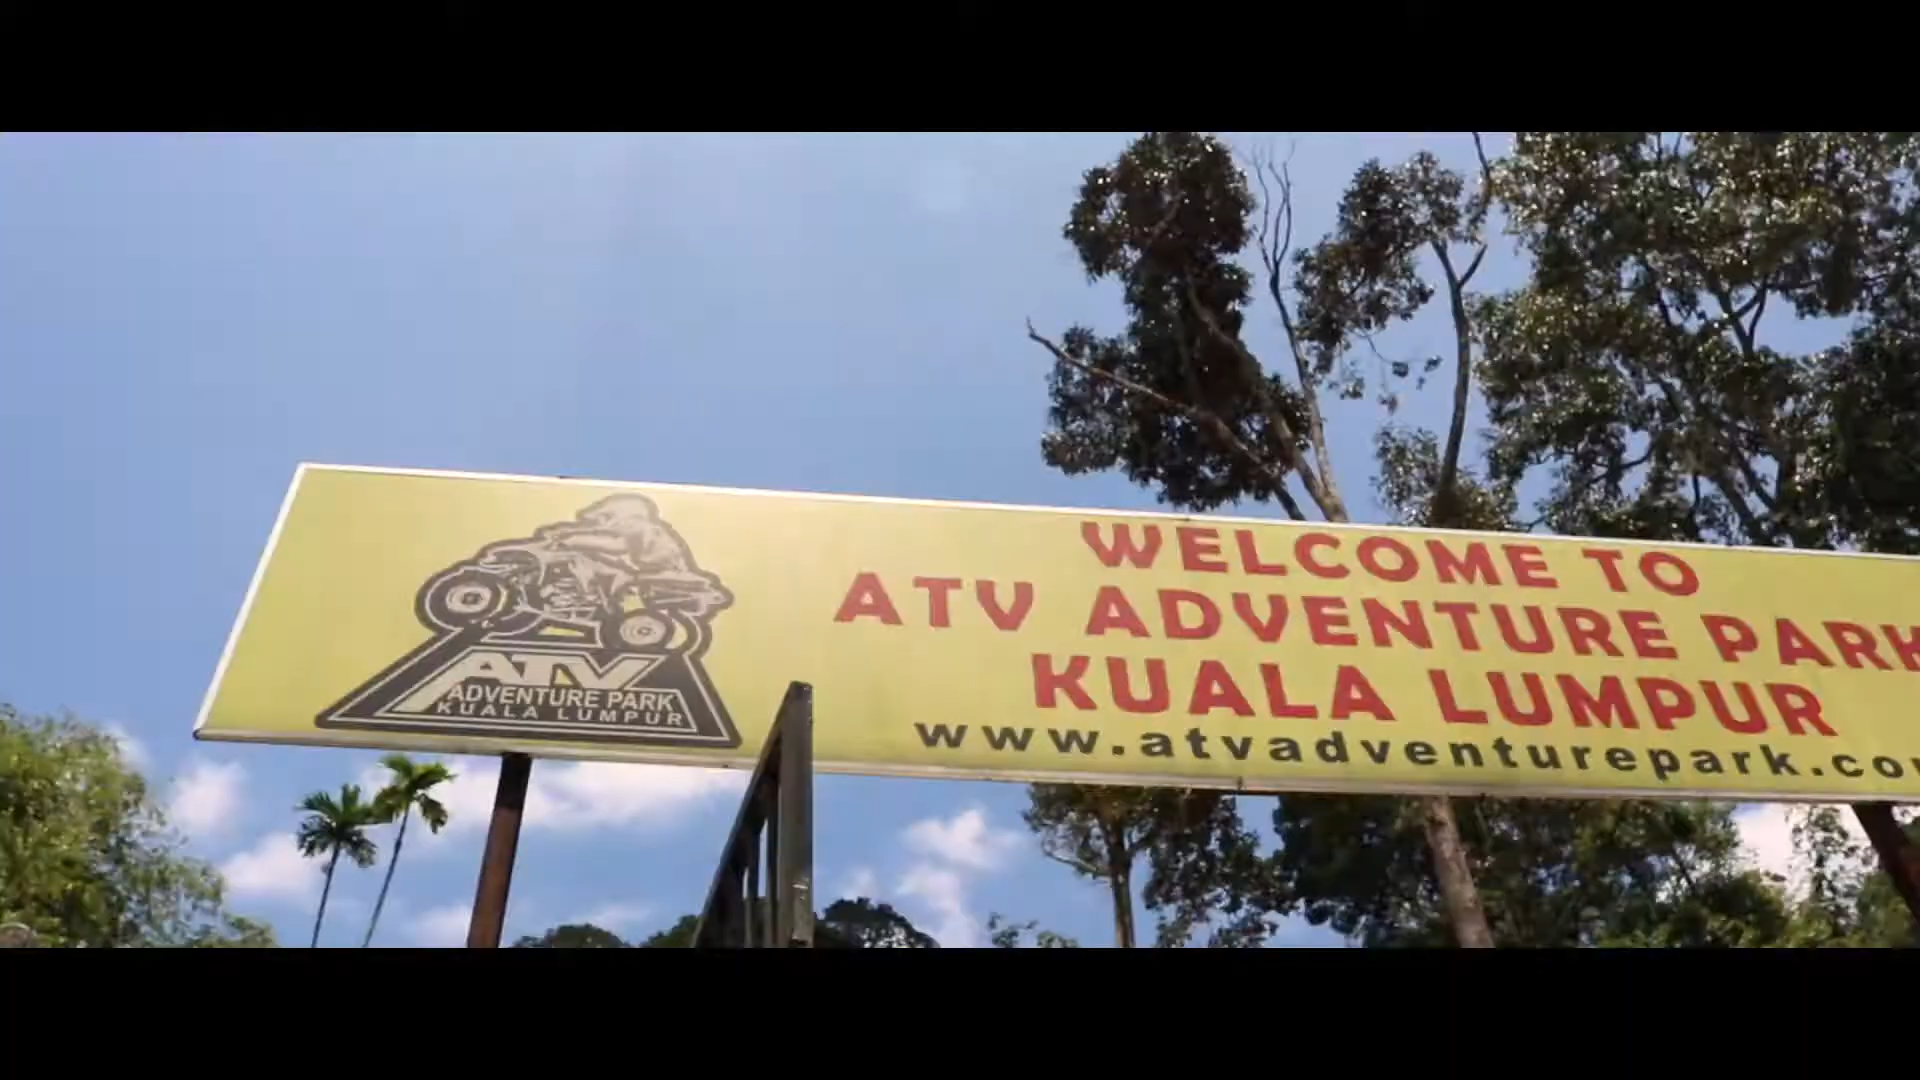 ATV
ADVENTURE PARK
KUALA LUMPUR
WELCOME TO
ATV ADVENTURE PARK
KUALA LUMPUR
www.atvadventurepark.co